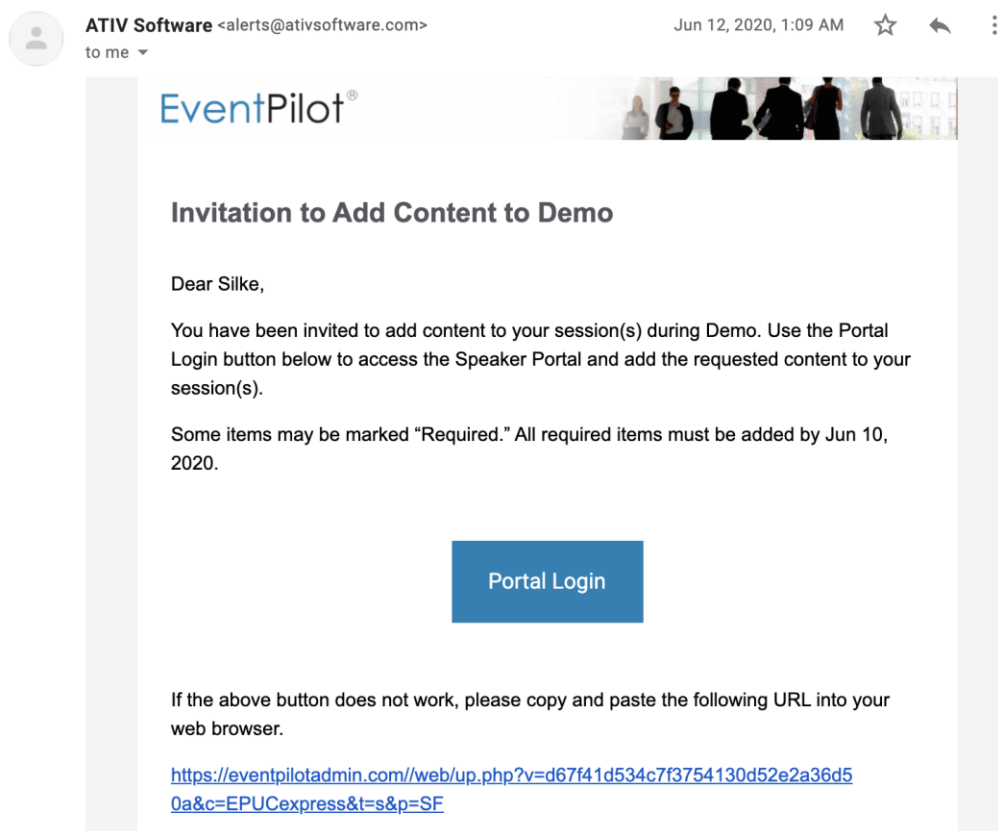 ATIV Software <alerts@ativsoftware.com>
Jun 12, 2020, 1:09 AM
to me
EventPilot®
Invitation to Add Content to Demo
Dear Silke,
You have been invited to add content to your session(s) during Demo. Use the Portal
Login button below to access the Speaker Portal and add the requested content to your
session(s).
Some items may be marked “Required.” All required items must be added by Jun 10,
2020.
Portal Login
If the above button does not work, please copy and paste the following URL into your
web browser.
https://eventpilotadmin.com//web/up.php?v=d67f41d534c7f3754130d52e2a36d5
0a&c=EPUCexpress&t=s&p=SF